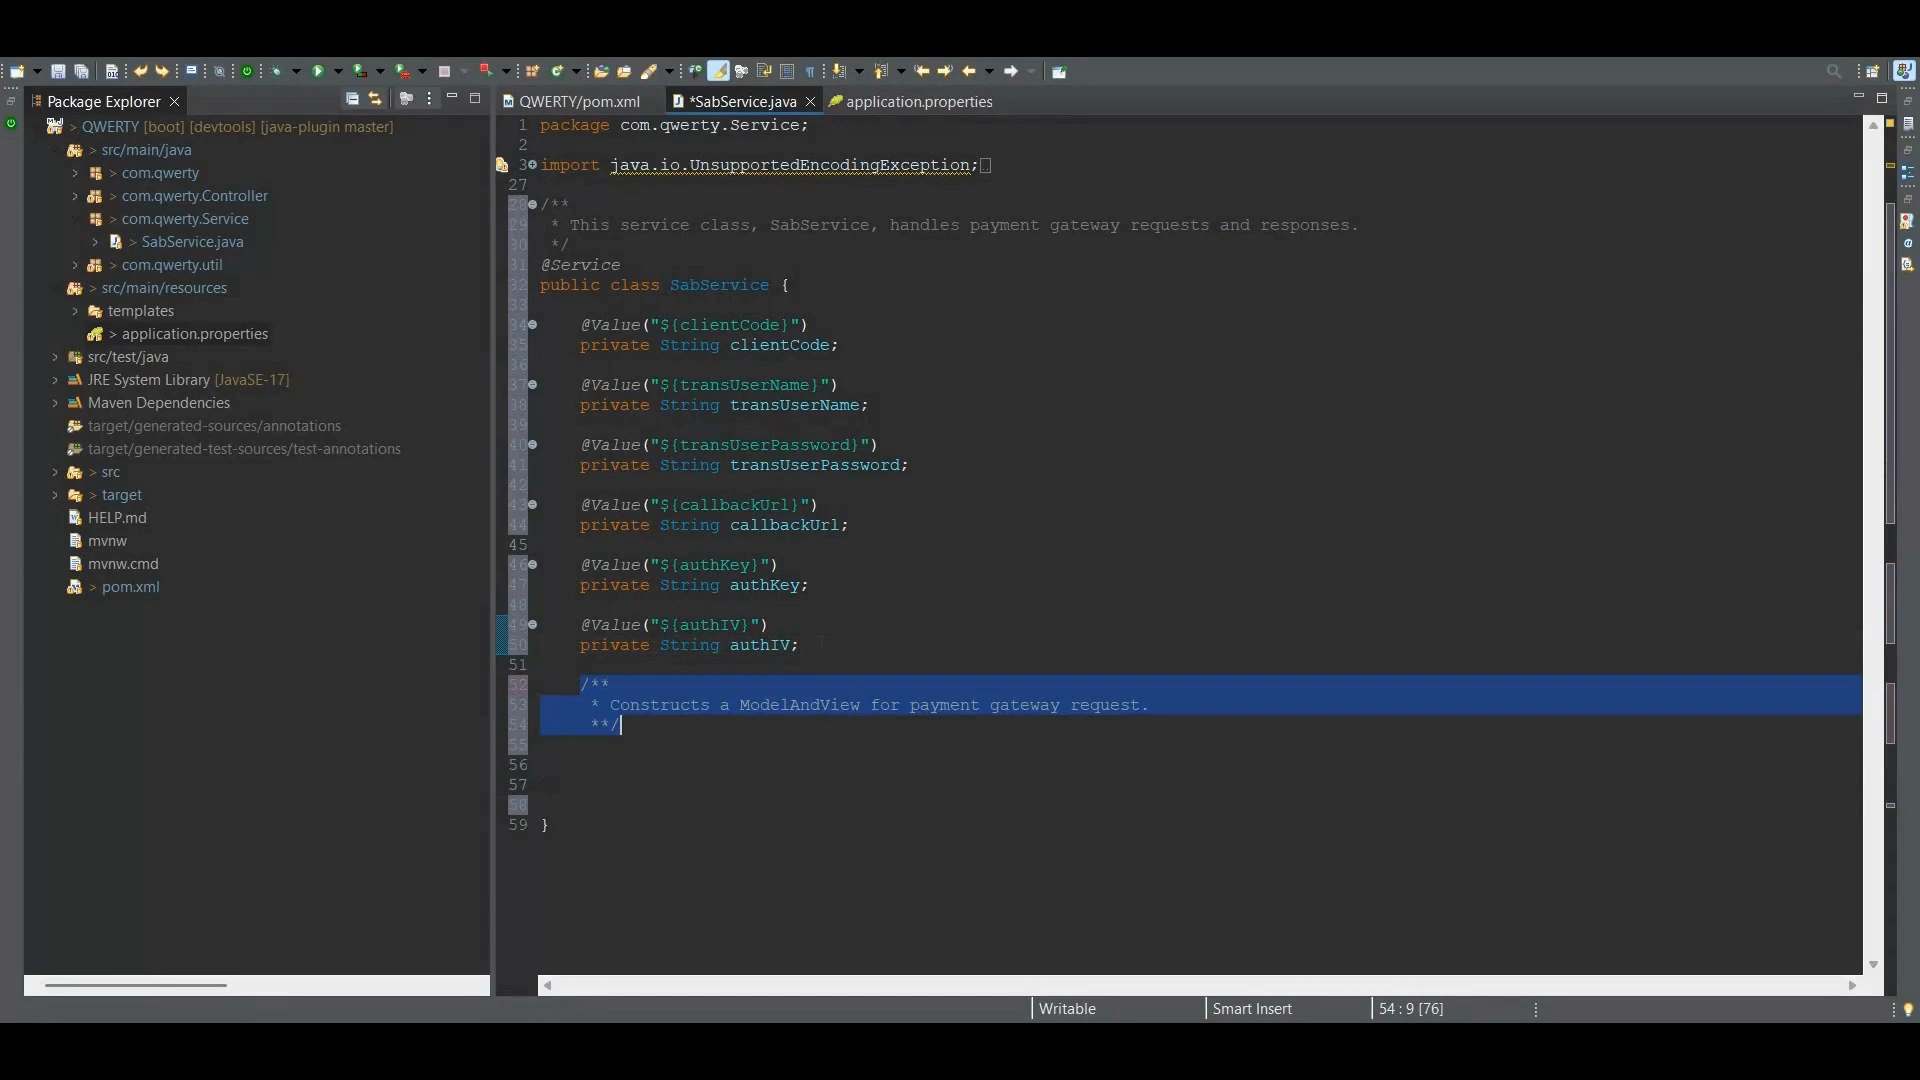 Package Explorer
> QWERTY [boot] [devtools] [java-plugin master]
> src/main/java
> com.qwerty
> com.qwerty.Controller
com.qwerty.Service
> SabService.java
> com.qwerty.util
> src/main/resources
templates
> application.properties
src/test/java
JRE System Library [JavaSE-17]
Maven Dependencies
target/generated-sources/annotations
target/generated-test-sources/test-annotations
> src
> target
HELP.md
mvnw
mvnw.cmd
> pom.xml
QWERTY/pom.xml
*SabService.java
application.properties
1 package com.qwerty.Service;
2
3 import java.io.UnsupportedEncodingException;
27
28 /**
29 * This service class, SabService, handles payment gateway requests and responses.
30 */
31 @Service
32 public class SabService {
33
34 @Value("${clientCode}")
35 private String clientCode;
36
37 @Value("${transUserName}")
38 private String transUserName;
39
40 @Value("${transUserPassword}")
41 private String transUserPassword;
42
43 @Value("${callbackUrl}")
44 private String callbackUrl;
45
46 @Value("${authKey}")
47 private String authKey;
48
49 @Value("${authIV}")
50 private String authIV;
51
52 /**
53 * Constructs a ModelAndView for payment gateway request.
54 **/
55
56
57
58
59 }
Writable
Smart Insert
54 : 9 [76]